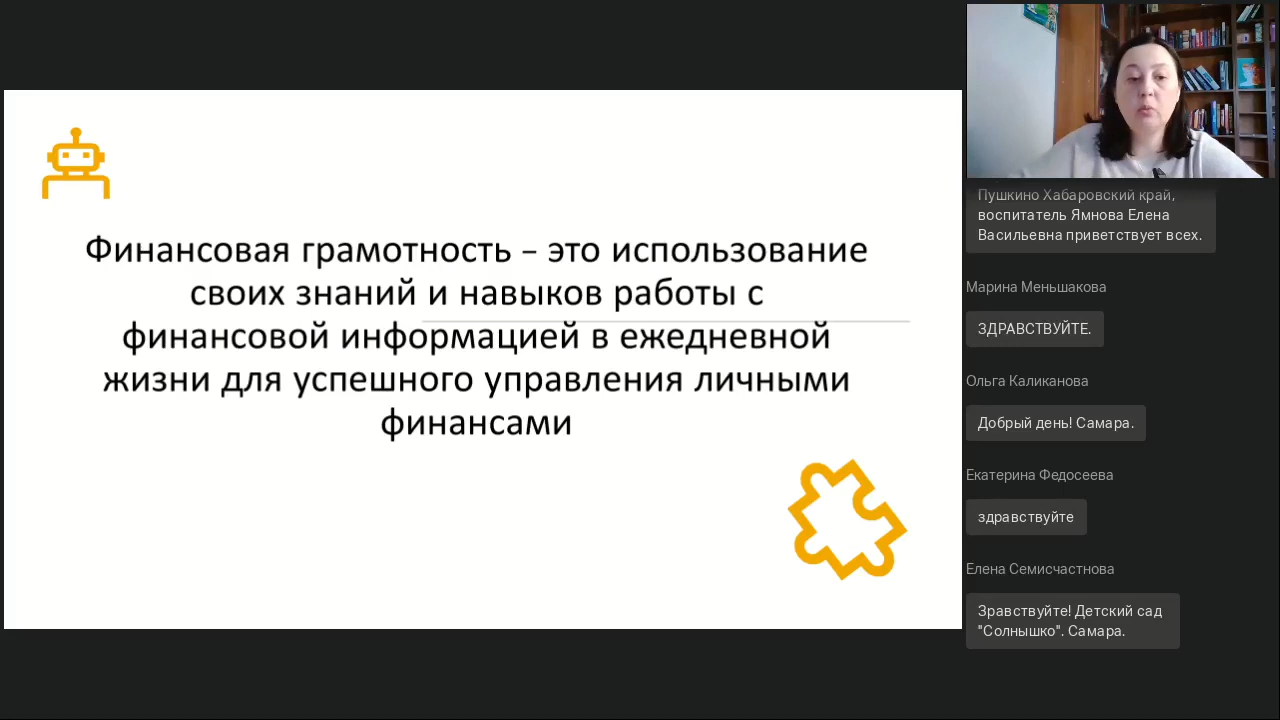 Финансовая грамотность – это использование
своих знаний и навыков работы с
финансовой информацией в ежедневной
жизни для успешного управления личными
финансами
Пушкино Хабаровский край,
воспитатель Ямнова Елена
Васильевна приветствует всех.
Марина Меньшакова
ЗДРАВСТВУЙТЕ.
Ольга Каликанова
Добрый день! Самара.
Екатерина Федосеева
здравствуйте
Елена Семисчастнова
Зравствуйте! Детский сад
"Солнышко". Самара.